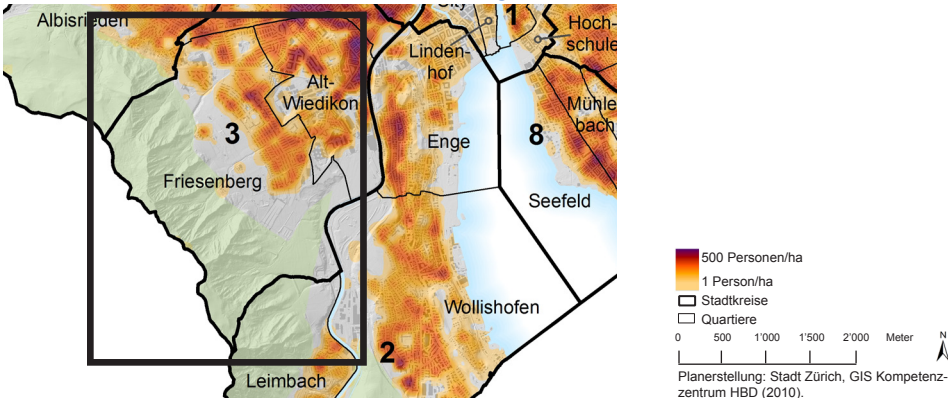 City
1
Albisrieden
Hoch-
schule
Linden-
hof
Alt-
Wiedikon
Mühle
bach
3
8
Enge
Friesenberg
Seefeld
Wollishofen
2
Leimbach
500 Personen/ha
1 Person/ha
Stadtkreise
Quartiere
0 500 1'000 1'500 2'000 Meter N
Planerstellung: Stadt Zürich, GIS Kompetenz-
zentrum HBD (2010).